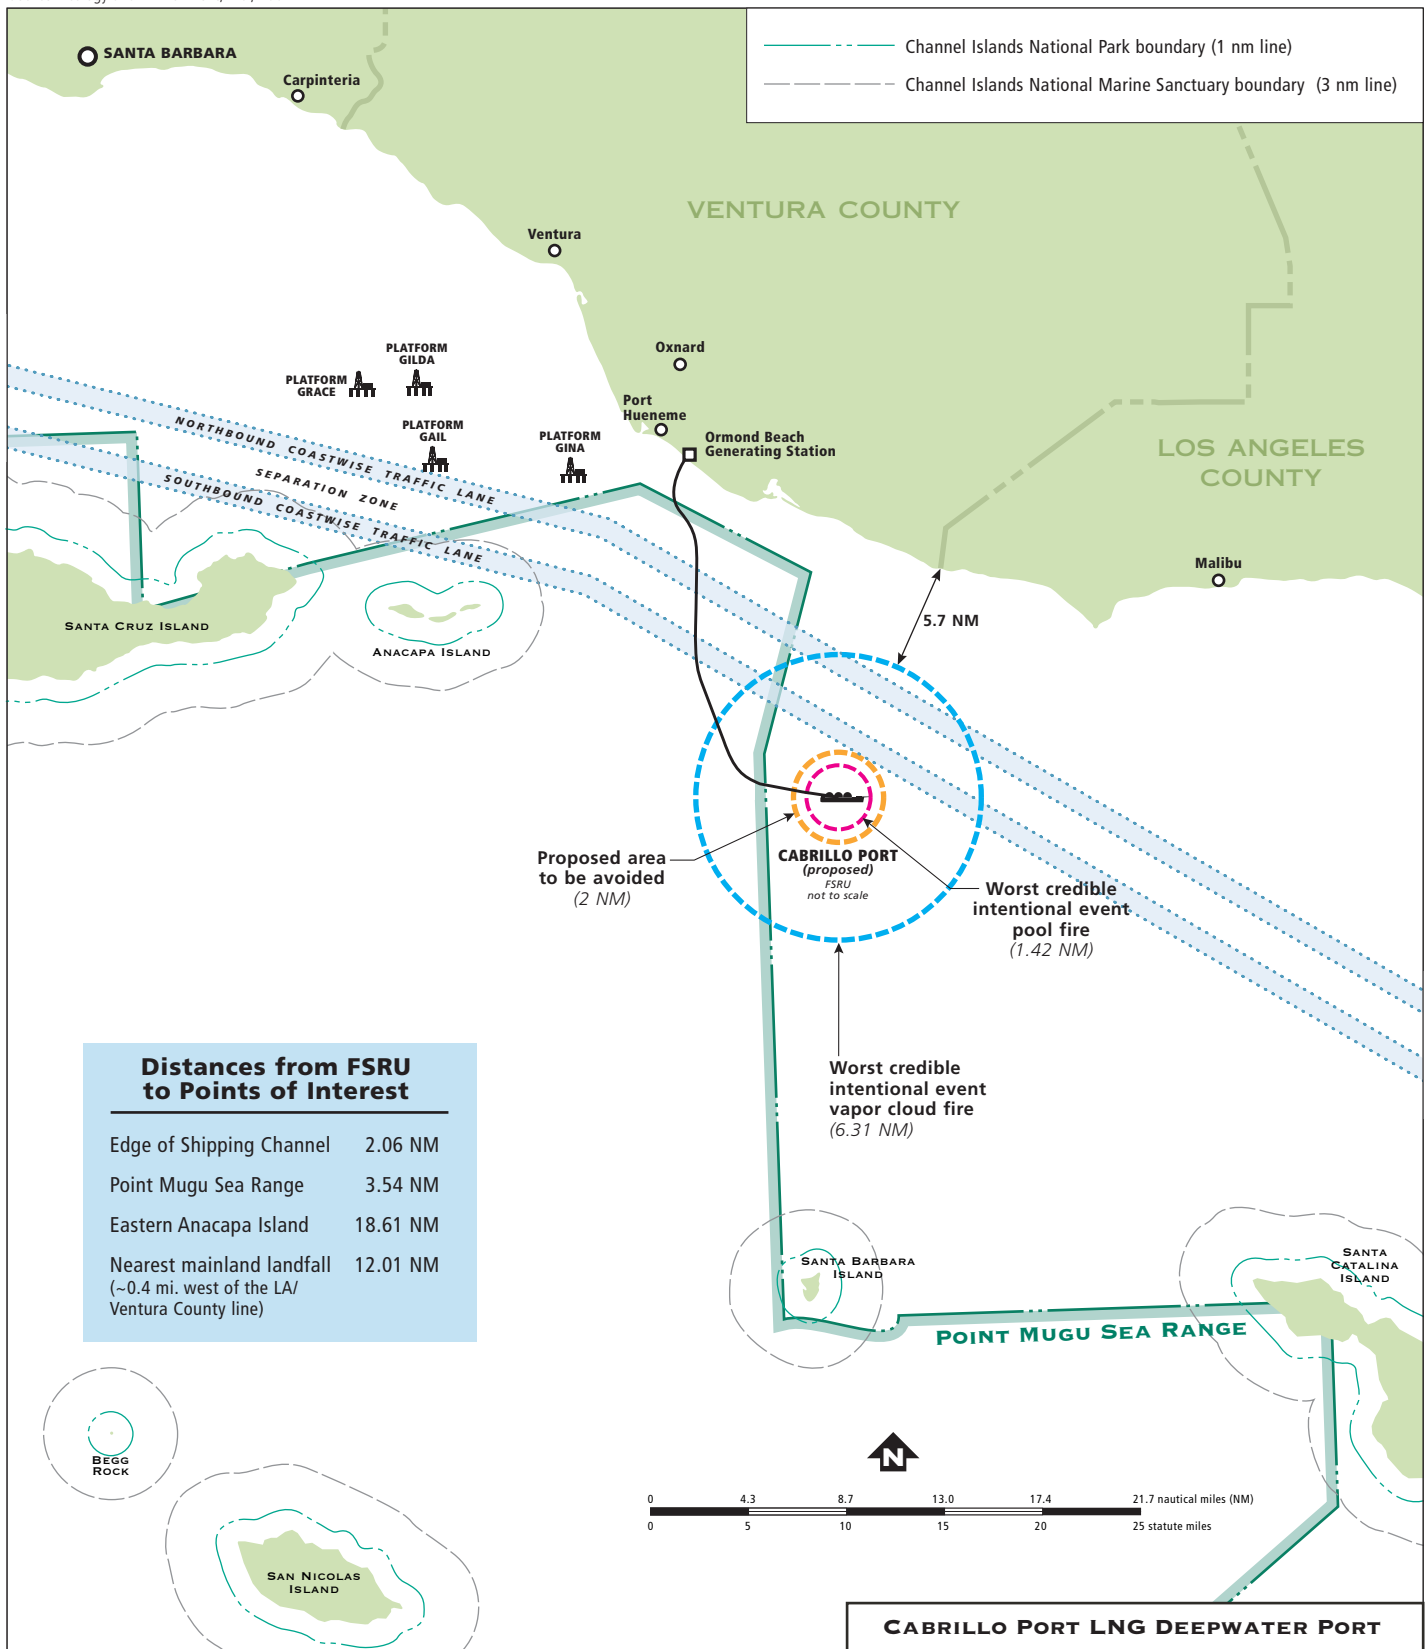 SANTA BARBARA
Carpinteria
Channel Islands National Park boundary (1 nm line)
Channel Islands National Marine Sanctuary boundary (3 nm line)
VENTURA COUNTY
Ventura
Oxnard
Port
Hueneme
Ormond Beach
Generating Station
LOS ANGELES
COUNTY
Malibu
PLATFORM
GILDA
PLATFORM
GRACE
PLATFORM
GAIL
PLATFORM
GINA
NORTHBOUND COASTWISE TRAFFIC LANE
SEPARATION ZONE
SOUTHBOUND COASTWISE TRAFFIC LANE
SANTA CRUZ ISLAND
ANACAPA ISLAND
5.7 NM
Proposed area
to be avoided
(2 NM)
CABRILLO PORT
(proposed)
FSRU
not to scale
Worst credible
intentional event
pool fire
(1.42 NM)
Worst credible
intentional event
vapor cloud fire
(6.31 NM)
Distances from FSRU
to Points of Interest
Edge of Shipping Channel 2.06 NM
Point Mugu Sea Range 3.54 NM
Eastern Anacapa Island 18.61 NM
Nearest mainland landfall 12.01 NM
(~0.4 mi. west of the LA/
Ventura County line)
SANTA BARBARA
ISLAND
SANTA
CATALINA
ISLAND
POINT MUGU SEA RANGE
BEGG
ROCK
SAN NICOLAS
ISLAND
N
0 4.3 8.7 13.0 17.4 21.7 nautical miles (NM)
0 5 10 15 20 25 statute miles
CABRILLO PORT LNG DEEPWATER PORT